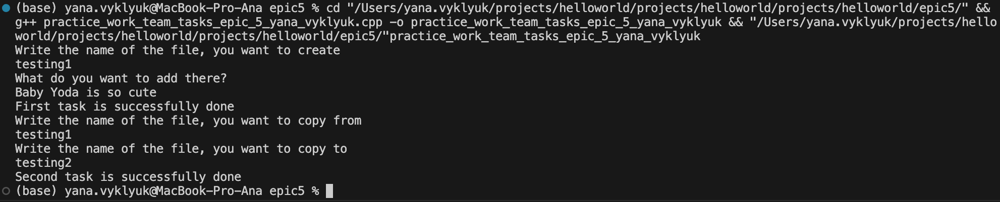 (base) yana.vyklyuk@MacBook-Pro-Ana epic5 % cd "/Users/yana.vyklyuk/projects/helloworld/projects/helloworld/projects/helloworld/epic5/" &&
g++ practice_work_team_tasks_epic_5_yana_vyklyuk.cpp -o practice_work_team_tasks_epic_5_yana_vyklyuk && "/Users/yana.vyklyuk/projects/hello
world/projects/helloworld/projects/helloworld/epic5/"practice_work_team_tasks_epic_5_yana_vyklyuk
Write the name of the file, you want to create
testing1
What do you want to add there?
Baby Yoda is so cute
First task is successfully done
Write the name of the file, you want to copy from
testing1
Write the name of the file, you want to copy to
testing2
Second task is successfully done
(base) yana.vyklyuk@MacBook-Pro-Ana epic5 %